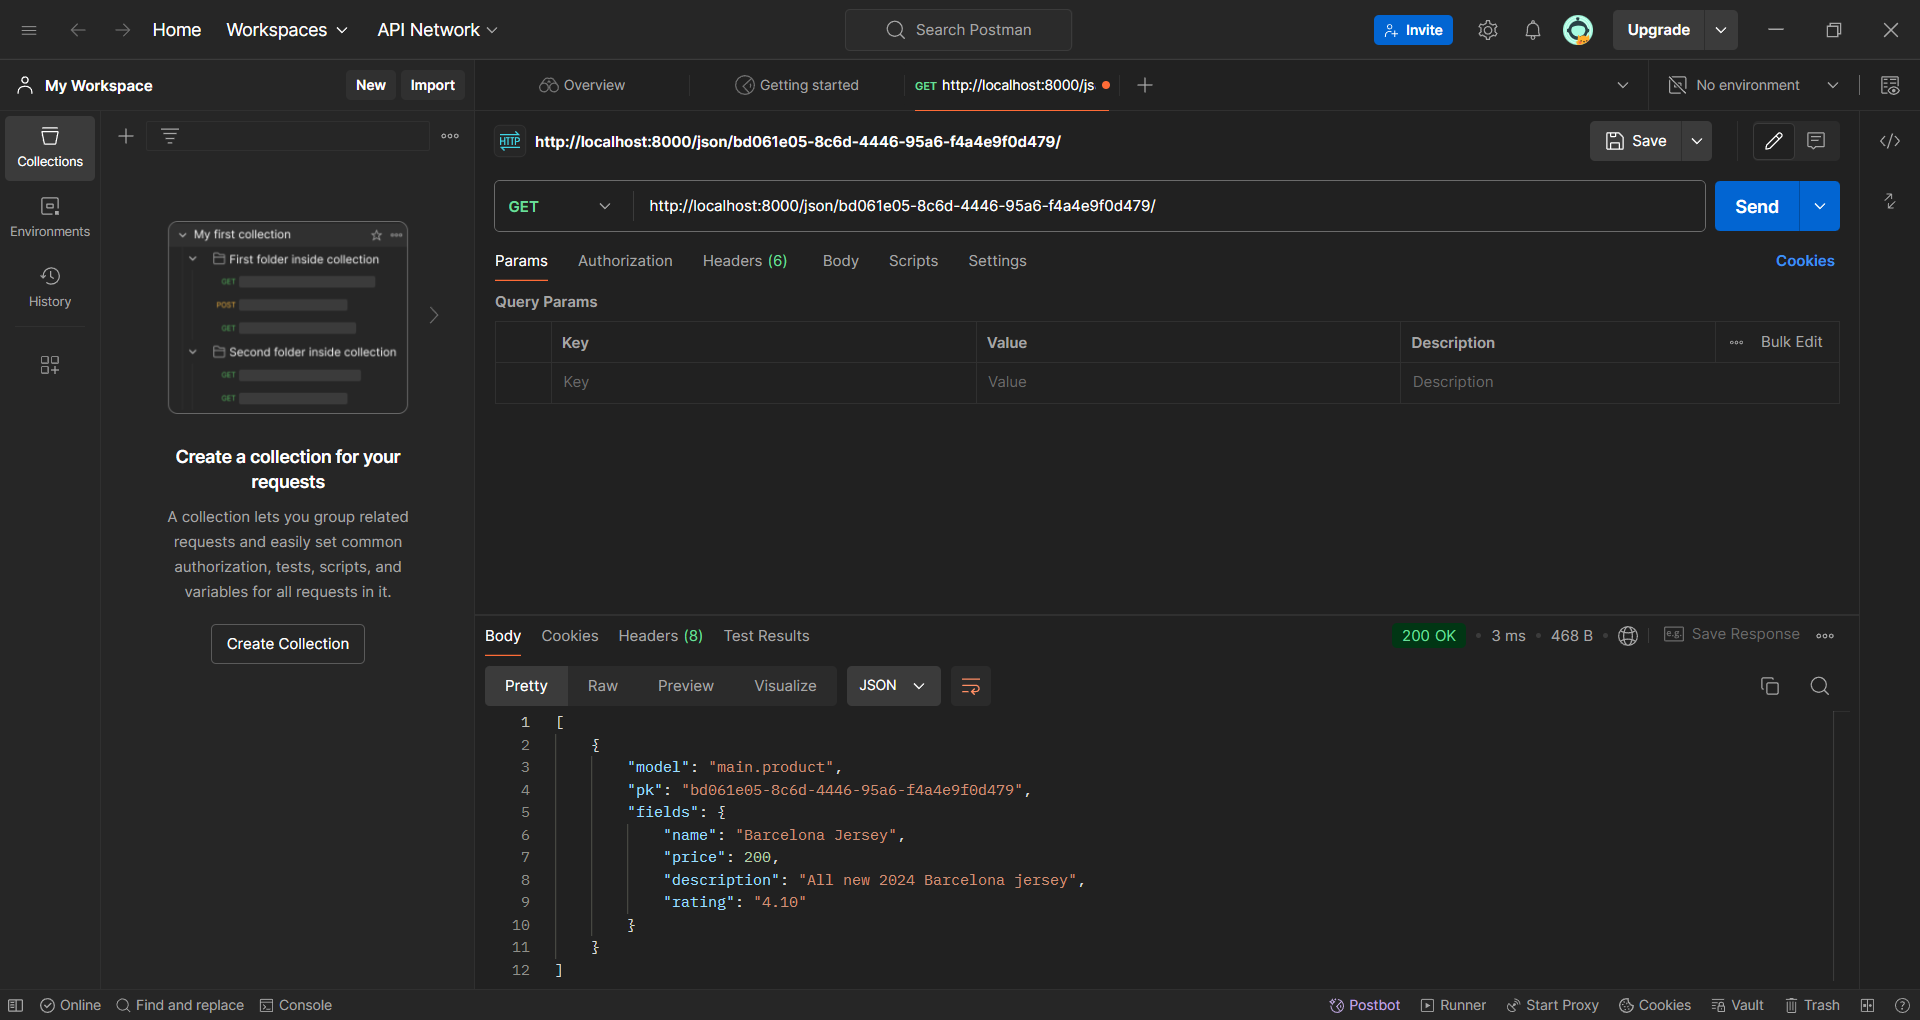 Home Workspaces API Network Search Postman Invite Upgrade
My Workspace New Import Overview Getting started GET http://localhost:8000/js No environment
Collections
Environments
History
My first collection
First folder inside collection
GET
POST
GET
Second folder inside collection
GET
GET
Create a collection for your
requests
A collection lets you group related
requests and easily set common
authorization, tests, scripts, and
variables for all requests in it.
Create Collection
HTTP http://localhost:8000/json/bd061e05-8c6d-4446-95a6-f4a4e9f0d479/ Save
GET http://localhost:8000/json/bd061e05-8c6d-4446-95a6-f4a4e9f0d479/ Send
Params Authorization Headers (6) Body Scripts Settings Cookies
Query Params
Key Value Description Bulk Edit
Key Value Description
Body Cookies Headers (8) Test Results 200 OK • 3 ms • 468 B • e.g. Save Response
Pretty Raw Preview Visualize JSON
1 [
2 {
3 "model": "main.product",
4 "pk": "bd061e05-8c6d-4446-95a6-f4a4e9f0d479",
5 "fields": {
6 "name": "Barcelona Jersey",
7 "price": 200,
8 "description": "All new 2024 Barcelona jersey",
9 "rating": "4.10"
10 }
11 }
12 ]
Online Find and replace Console Postbot Runner Start Proxy Cookies Vault Trash